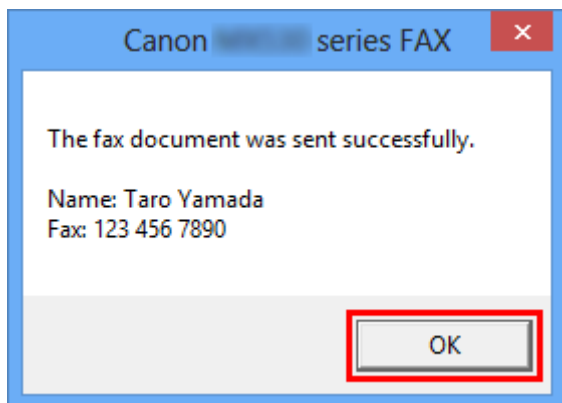 Canon series FAX
The fax document was sent successfully.
Name: Taro Yamada
Fax: 123 456 7890
OK